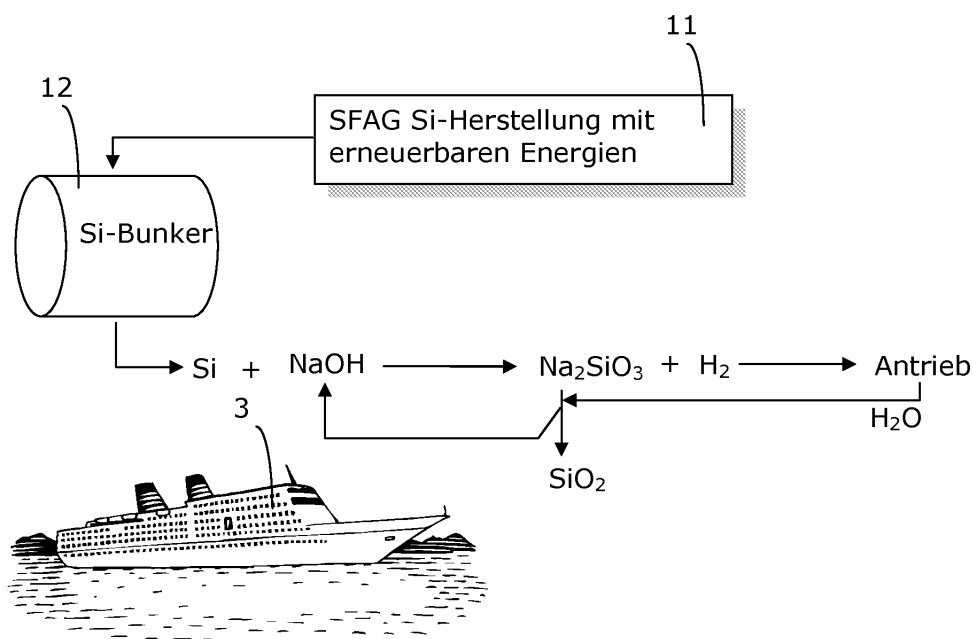 11
12
SFAG Si-Herstellung mit
erneuerbaren Energien
Si-Bunker
Si + NaOH Na₂SiO₃ + H₂ Antrieb
H₂O
3
SiO₂